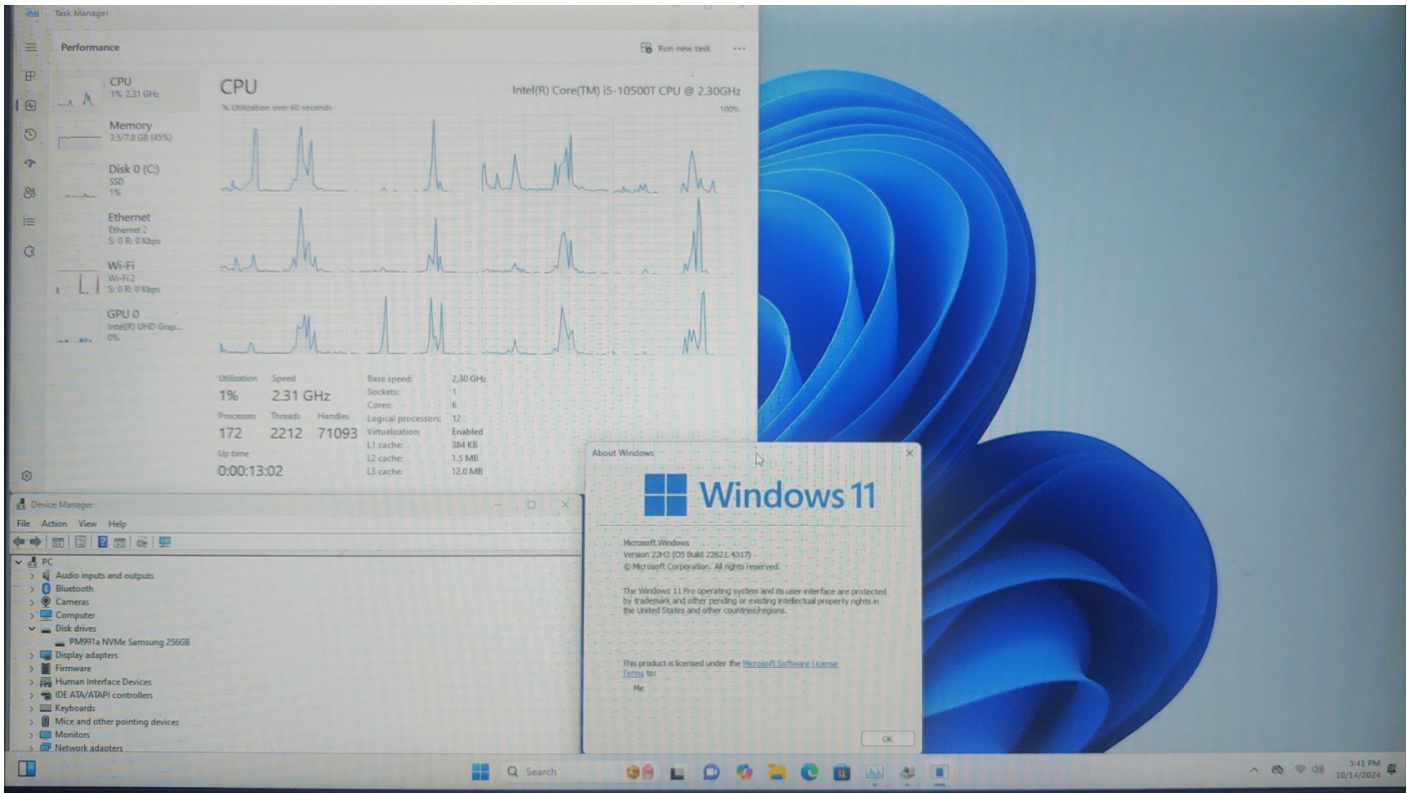 Task Manager
Performance
Run new task
CPU
1% 2.31 GHz
Memory
3.5/7.8 GB (45%)
Disk 0 (C:)
SSD
1%
Ethernet
Ethernet 2
S: 0 R: 0 Kbps
Wi-Fi
Wi-Fi 2
S: 0 R: 0 Kbps
GPU 0
Intel(R) UHD Grap...
0%
CPU
Intel(R) Core(TM) i5-10500T CPU @ 2.30GHz
% Utilization over 60 seconds
100%
Utilization Speed
1% 2.31 GHz
Processes Threads Handles
172 2212 71093
Up time
0:00:13:02
Base speed: 2.30 GHz
Sockets: 1
Cores: 6
Logical processors: 12
Virtualization: Enabled
L1 cache: 384 KB
L2 cache: 1.5 MB
L3 cache: 12.0 MB
Device Manager
File Action View Help
PC
Audio inputs and outputs
Bluetooth
Cameras
Computer
Disk drives
PM991a NVMe Samsung 256GB
Display adapters
Firmware
Human Interface Devices
IDE ATA/ATAPI controllers
Keyboards
Mice and other pointing devices
Monitors
Network adapters
About Windows
Windows 11
Microsoft Windows
Version 22H2 (OS Build 22621.4317)
© Microsoft Corporation. All rights reserved.
The Windows 11 Pro operating system and its user interface are protected
by trademark and other pending or existing intellectual property rights in
the United States and other countries/regions.
This product is licensed under the Microsoft Software License
Terms to:
Me
OK
Search
3:41 PM
10/14/2024